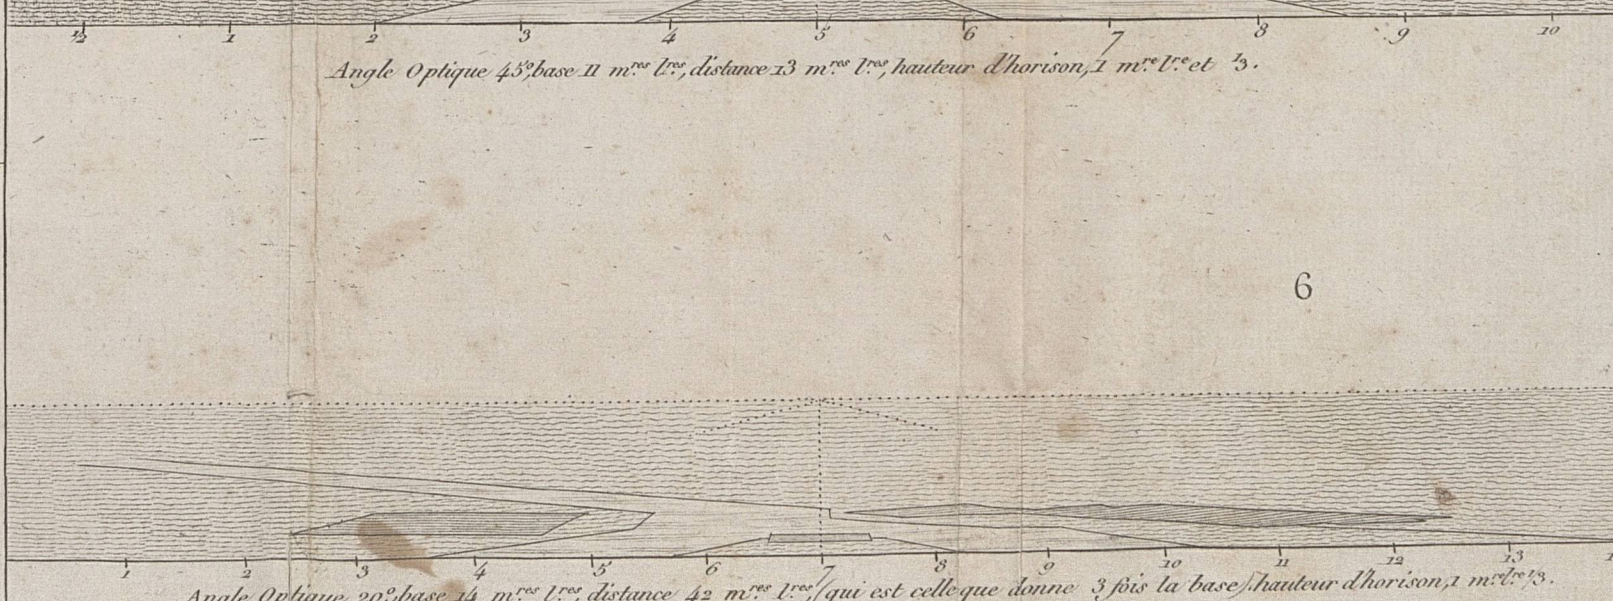 ½ 1 2 3 4 5 6 7 8 9 10
Angle Optique 45°, base 11 m.res l.res, distance 13 m.res l.res, hauteur d'horison, 1 m.re l.re et ⅓.
6
1 2 3 4 5 6 7 8 9 10 11 12 13
Angle Optique 20°, base 14 m.res l.res, distance 42 m.res l.res, (qui est celle que donne 3 fois la base), hauteur d'horison, 1 m.re l.re ⅓.